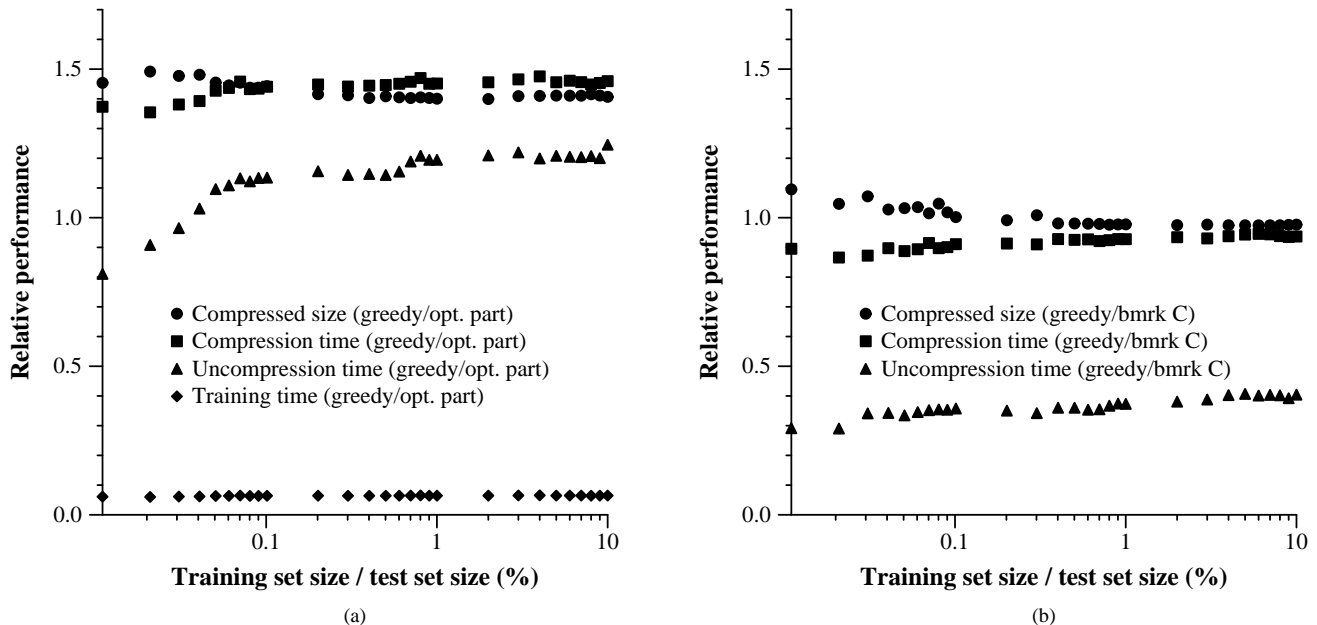 1.5
1.0
0.5
0.0
Relative performance
Compressed size (greedy/opt. part)
Compression time (greedy/opt. part)
Uncompression time (greedy/opt. part)
Training time (greedy/opt. part)
0.1
1
10
Training set size / test set size (%)
(a)
1.5
1.0
0.5
0.0
Relative performance
Compressed size (greedy/bmrk C)
Compression time (greedy/bmrk C)
Uncompression time (greedy/bmrk C)
0.1
1
10
Training set size / test set size (%)
(b)